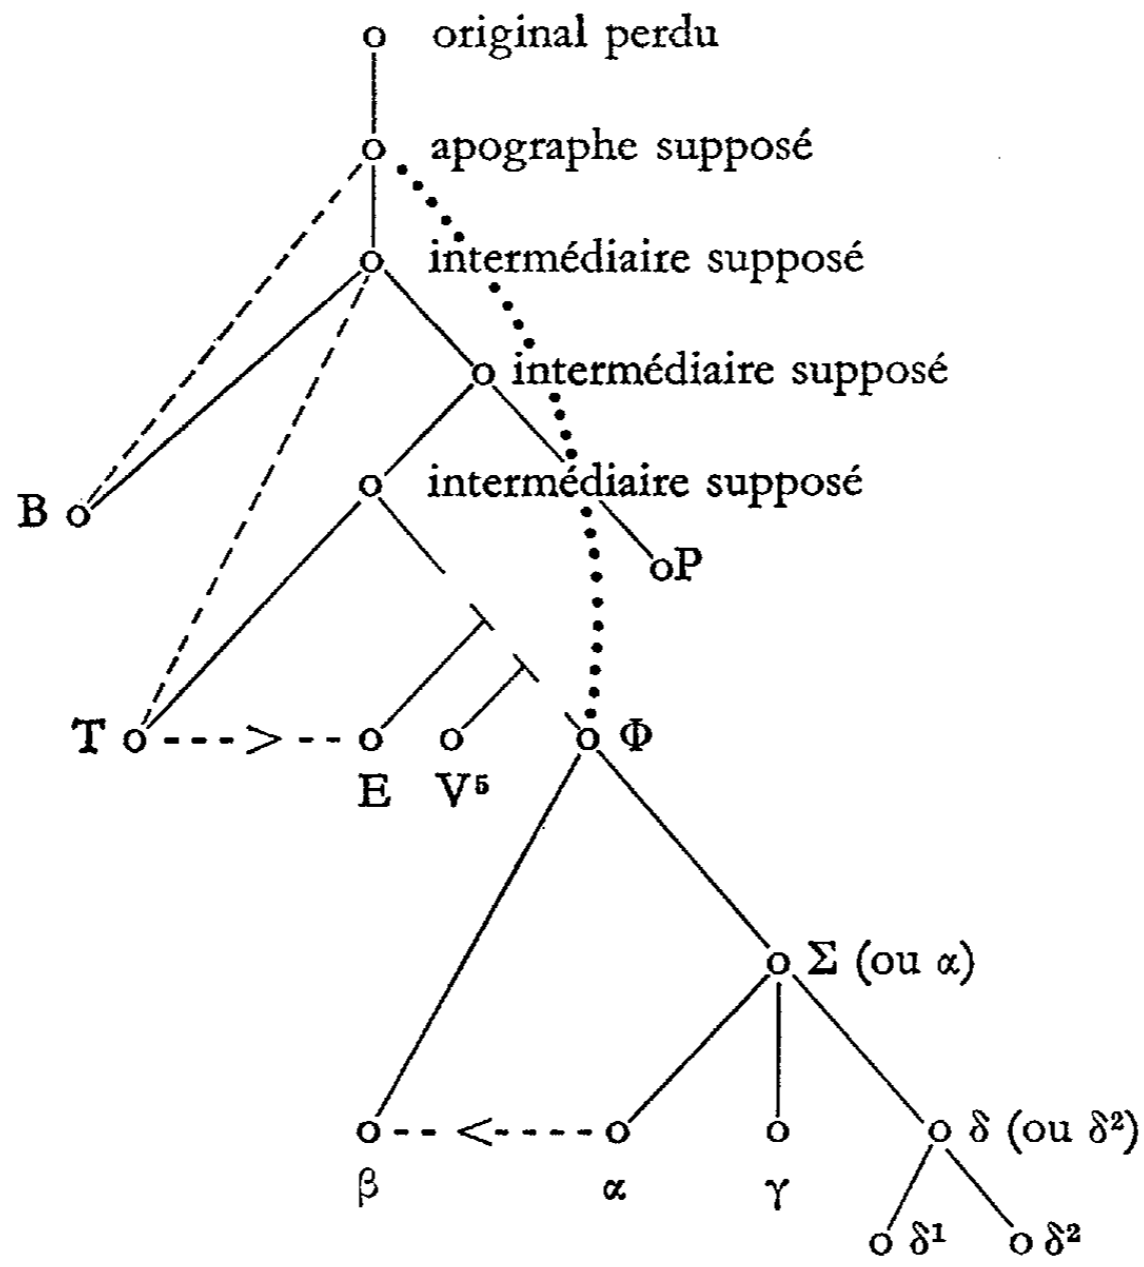 original perdu
apographe supposé
intermédiaire supposé
intermédiaire supposé
intermédiaire supposé
B
P
T
Φ
E V⁵
Σ (ou α)
δ (ou δ²)
β α γ
δ¹ δ²